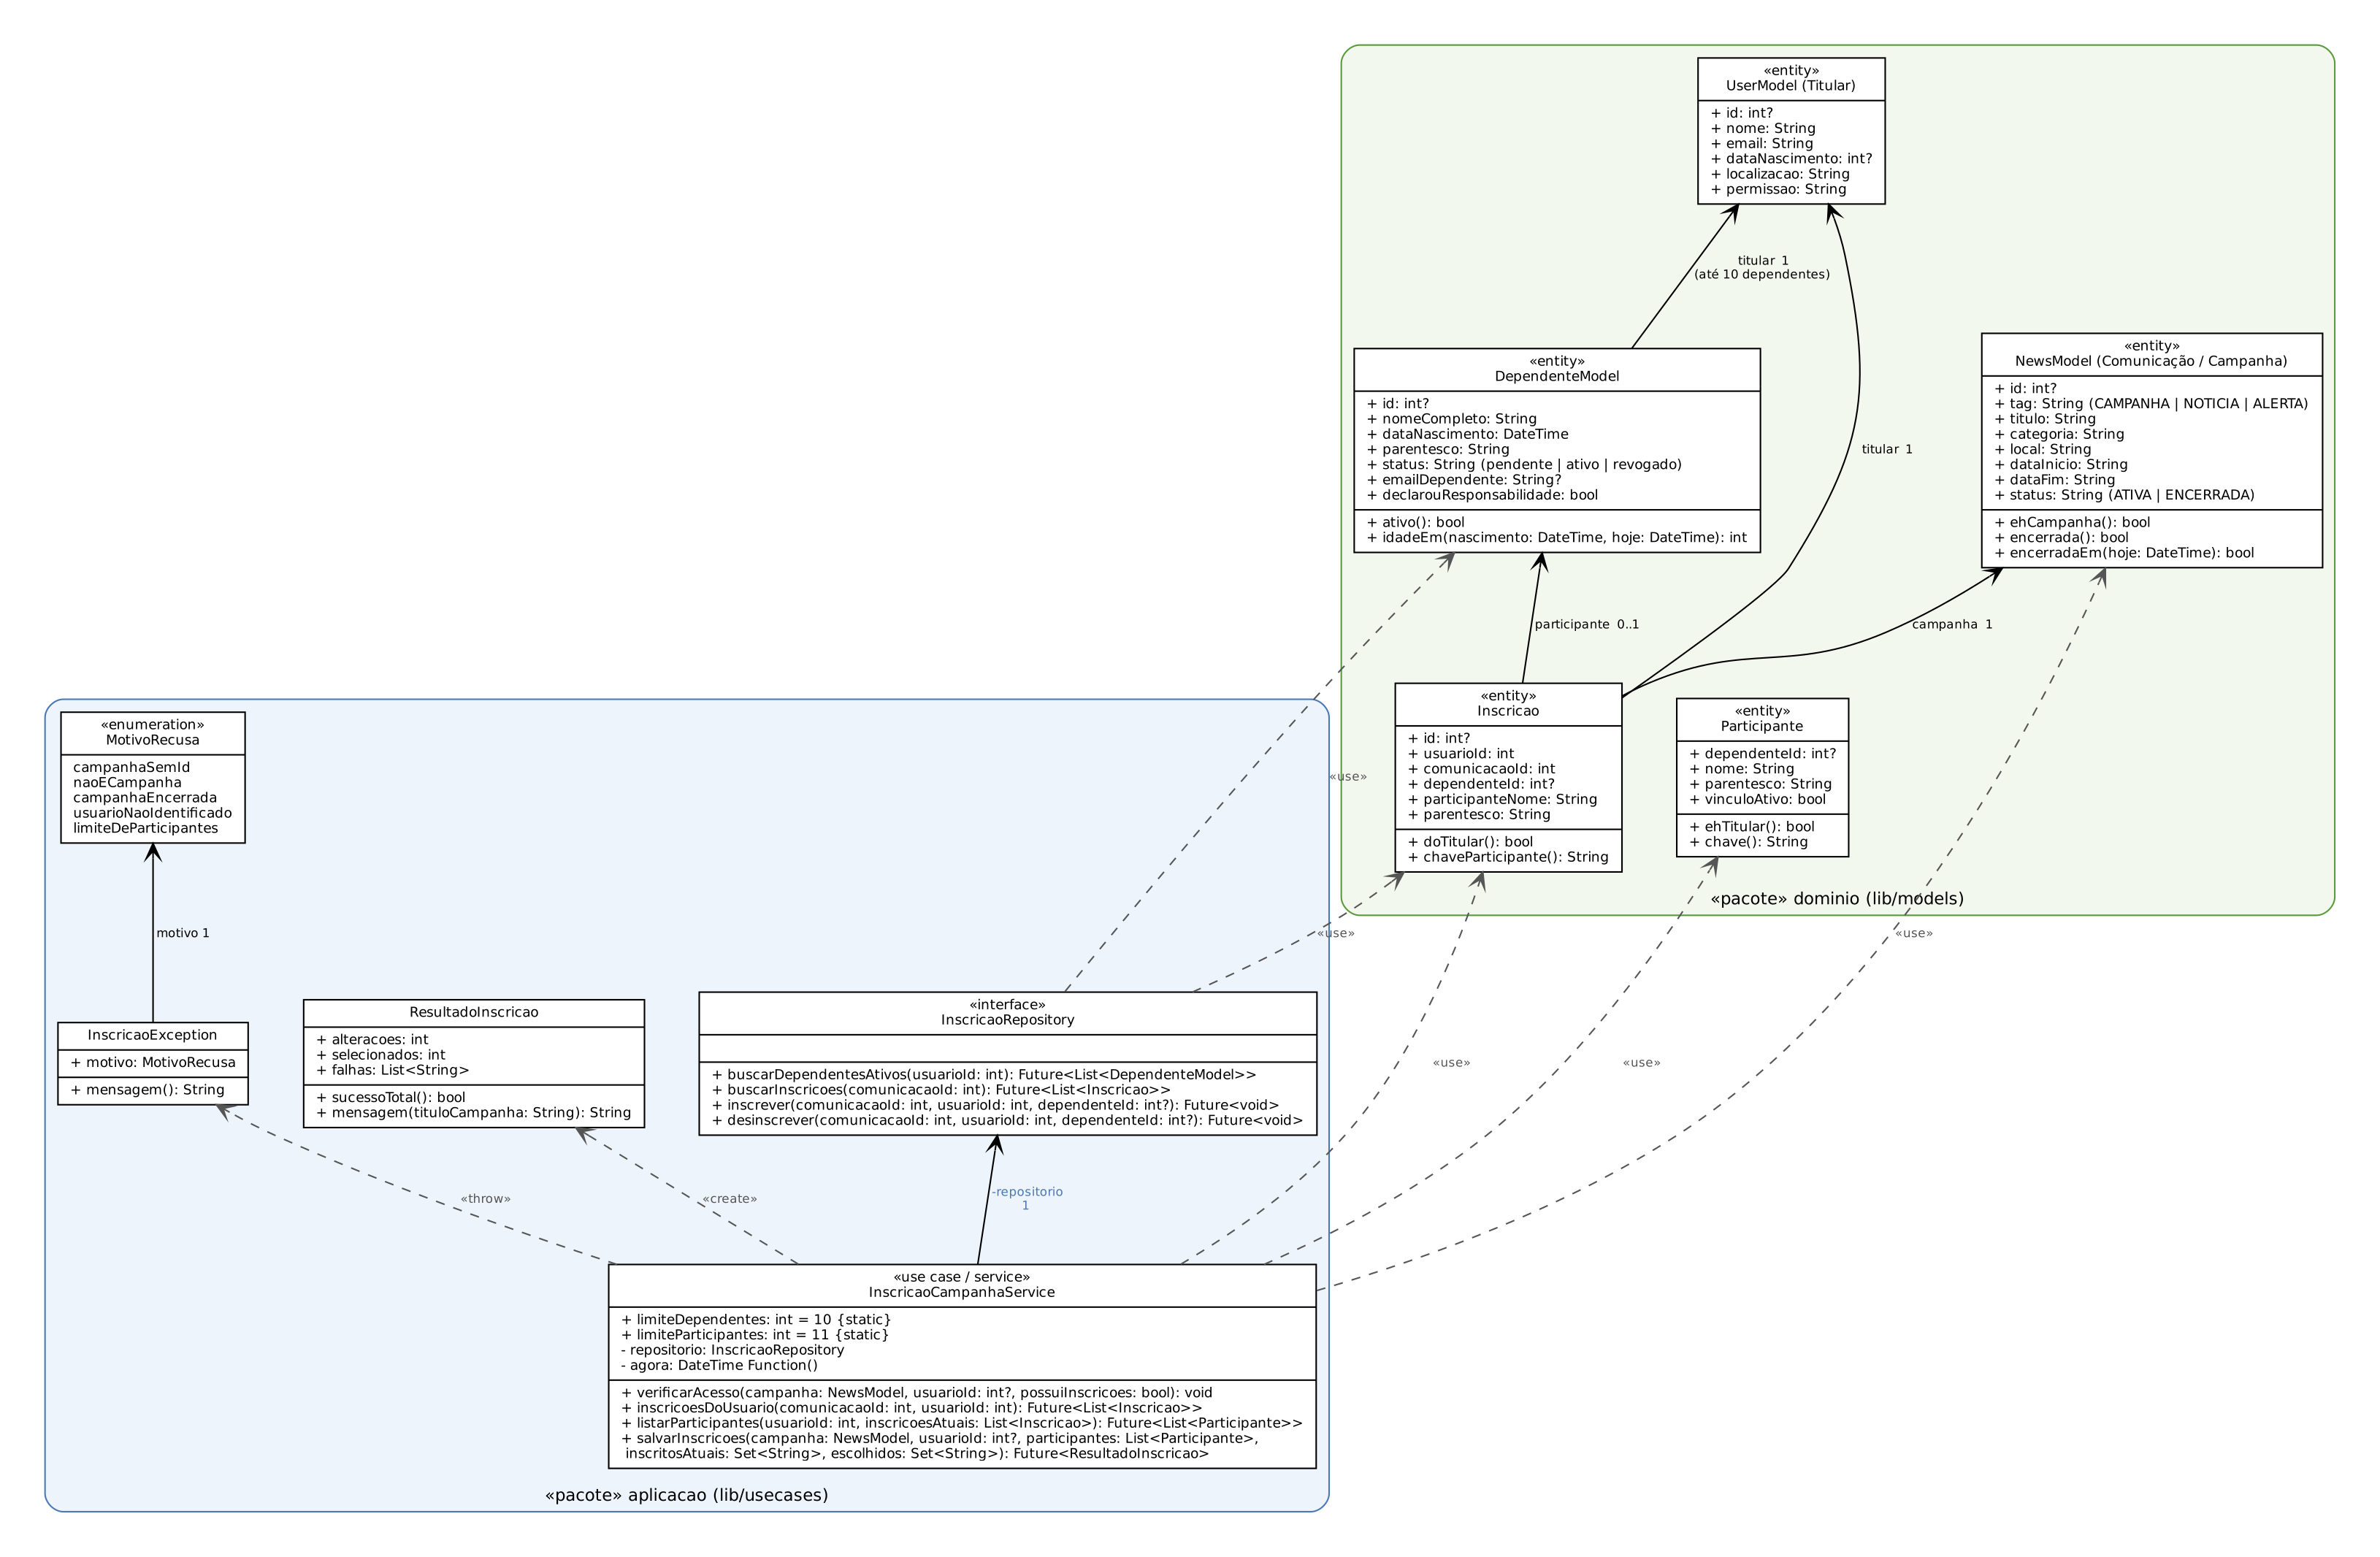 «entity»
UserModel (Titular)
+ id: int?
+ nome: String
+ email: String
+ dataNascimento: int?
+ localizacao: String
+ permissao: String
titular 1
(até 10 dependentes)
titular 1
«entity»
DependenteModel
+ id: int?
+ nomeCompleto: String
+ dataNascimento: DateTime
+ parentesco: String
+ status: String (pendente | ativo | revogado)
+ emailDependente: String?
+ declarouResponsabilidade: bool
+ ativo(): bool
+ idadeEm(nascimento: DateTime, hoje: DateTime): int
«entity»
NewsModel (Comunicação / Campanha)
+ id: int?
+ tag: String (CAMPANHA | NOTICIA | ALERTA)
+ titulo: String
+ categoria: String
+ local: String
+ dataInicio: String
+ dataFim: String
+ status: String (ATIVA | ENCERRADA)
+ ehCampanha(): bool
+ encerrada(): bool
+ encerradaEm(hoje: DateTime): bool
participante 0..1
campanha 1
«entity»
Inscricao
+ id: int?
+ usuarioId: int
+ comunicacaoId: int
+ dependenteId: int?
+ participanteNome: String
+ parentesco: String
+ doTitular(): bool
+ chaveParticipante(): String
«entity»
Participante
+ dependenteId: int?
+ nome: String
+ parentesco: String
+ vinculoAtivo: bool
+ ehTitular(): bool
+ chave(): String
«pacote» dominio (lib/models)
«enumeration»
MotivoRecusa
campanhaSemId
naoECampanha
campanhaEncerrada
usuarioNaoIdentificado
limiteDeParticipantes
«use»
motivo 1
«use»
«use»
InscricaoException
+ motivo: MotivoRecusa
+ mensagem(): String
ResultadoInscricao
+ alteracoes: int
+ selecionados: int
+ falhas: List<String>
+ sucessoTotal(): bool
+ mensagem(tituloCampanha: String): String
«interface»
InscricaoRepository
+ buscarDependentesAtivos(usuarioId: int): Future<List<DependenteModel>>
+ buscarInscricoes(comunicacaoId: int): Future<List<Inscricao>>
+ inscrever(comunicacaoId: int, usuarioId: int, dependenteId: int?): Future<void>
+ desinscrever(comunicacaoId: int, usuarioId: int, dependenteId: int?): Future<void>
«use»
«use»
«throw»
«create»
-repositorio
1
«use case / service»
InscricaoCampanhaService
+ limiteDependentes: int = 10 {static}
+ limiteParticipantes: int = 11 {static}
- repositorio: InscricaoRepository
- agora: DateTime Function()
+ verificarAcesso(campanha: NewsModel, usuarioId: int?, possuiInscricoes: bool): void
+ inscricoesDoUsuario(comunicacaoId: int, usuarioId: int): Future<List<Inscricao>>
+ listarParticipantes(usuarioId: int, inscricoesAtuais: List<Inscricao>): Future<List<Participante>>
+ salvarInscricoes(campanha: NewsModel, usuarioId: int?, participantes: List<Participante>,
inscritosAtuais: Set<String>, escolhidos: Set<String>): Future<ResultadoInscricao>
«pacote» aplicacao (lib/usecases)